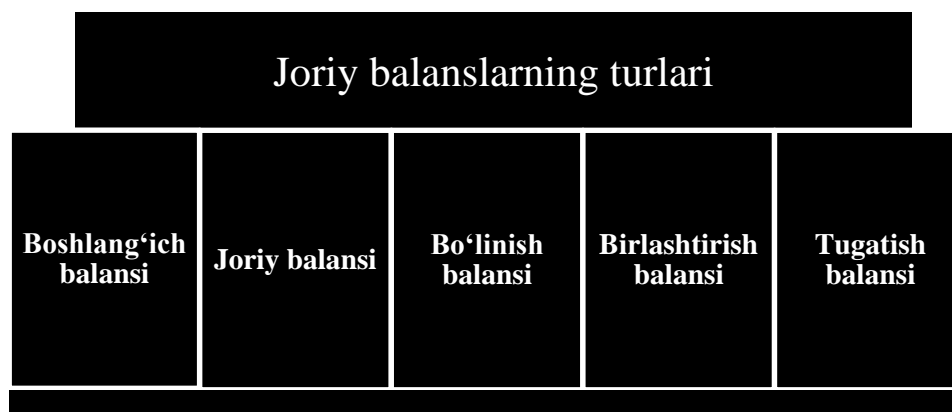 Joriy balanslarning turlari
Boshlang‘ich
balansi
Joriy balansi
Bo‘linish
balansi
Birlashtirish
balansi
Tugatish
balansi